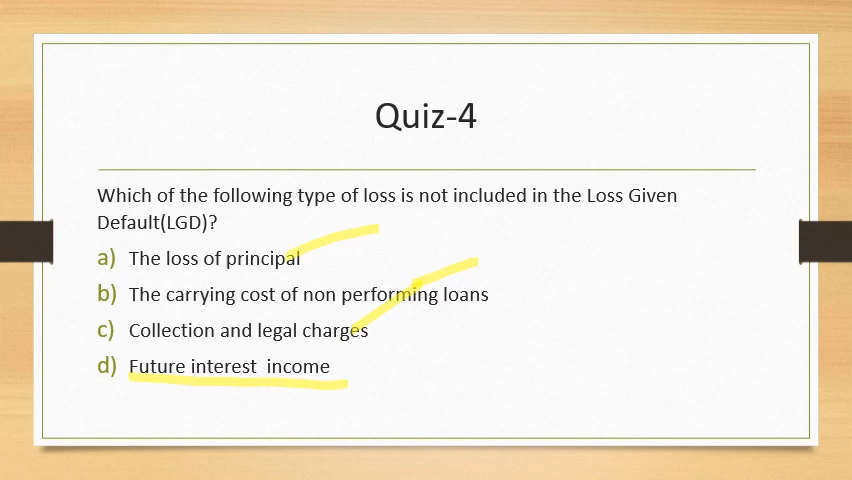 Quiz-4
Which of the following type of loss is not included in the Loss Given
Default(LGD)?
a) The loss of principal
b) The carrying cost of non performing loans
c) Collection and legal charges
d) Future interest  income